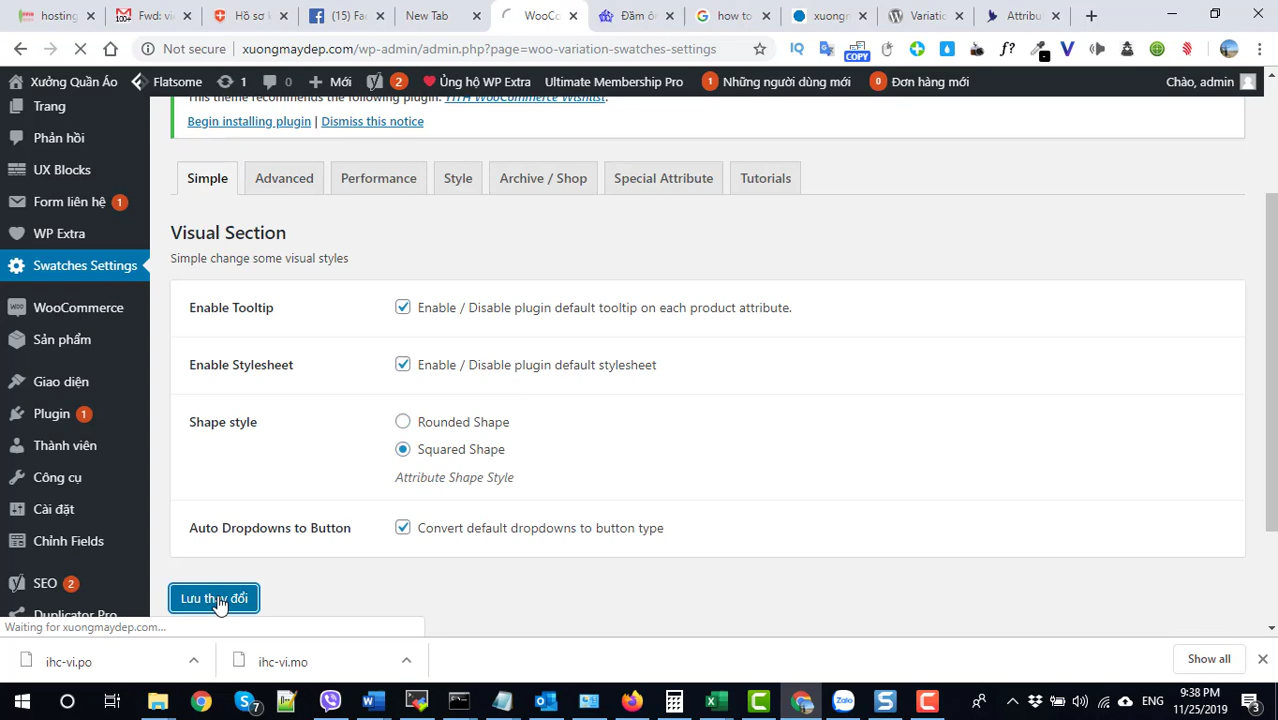 hosting
Fwd: vi
Hồ sơ k
(15) Fac
New Tab
WooCo
Đầm ôn
how to
xuongm
Variatio
Attribu
Not secure
xuongmaydep.com/wp-admin/admin.php?page=woo-variation-swatches-settings
COPY
Xưởng Quần Áo
Flatsome
1
Mới
2
Ủng hộ WP Extra
Ultimate Membership Pro
1 Những người dùng mới
0 Đơn hàng mới
Chào, admin
This theme recommends the following plugin: YITH WooCommerce Wishlist.
Begin installing plugin | Dismiss this notice
Trang
Phản hồi
UX Blocks
Form liên hệ 1
WP Extra
Swatches Settings
WooCommerce
Sản phẩm
Giao diện
Plugin 1
Thành viên
Công cụ
Cài đặt
Chỉnh Fields
SEO 2
Duplicator Pro
Simple
Advanced
Performance
Style
Archive / Shop
Special Attribute
Tutorials
Visual Section
Simple change some visual styles
Enable Tooltip
Enable / Disable plugin default tooltip on each product attribute.
Enable Stylesheet
Enable / Disable plugin default stylesheet
Shape style
Rounded Shape
Squared Shape
Attribute Shape Style
Auto Dropdowns to Button
Convert default dropdowns to button type
Lưu thay đổi
Waiting for xuongmaydep.com...
ihc-vi.po
ihc-vi.mo
Show all
7
ENG
9:38 PM
11/25/2019
3